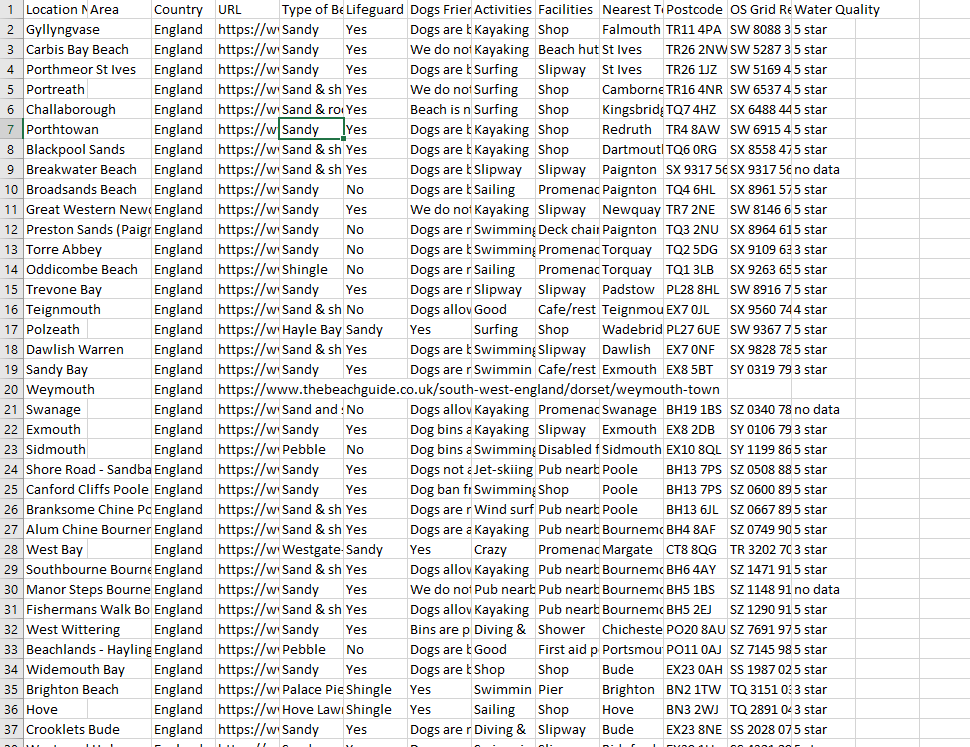 1 Location N Area Country URL Type of Be Lifeguard Dogs Frien Activities Facilities Nearest To Postcode OS Grid Re Water Quality
2 Gyllyngvase England https://w Sandy Yes Dogs are b Kayaking Shop Falmouth TR11 4PA SW 8088 3 5 star
3 Carbis Bay Beach England https://w Sandy Yes We do not Kayaking Beach hut St Ives TR26 2NW SW 5287 3 5 star
4 Porthmeor St Ives England https://w Sandy Yes Dogs are b Surfing Slipway St Ives TR26 1JZ SW 5169 4 5 star
5 Portreath England https://w Sand & sh Yes We do not Surfing Shop Camborne TR16 4NR SW 6537 4 5 star
6 Challaborough England https://w Sand & roc Yes Beach is n Surfing Shop Kingsbridg TQ7 4HZ SX 6488 44 5 star
7 Porthtowan England https://w Sandy Yes Dogs are b Kayaking Shop Redruth TR4 8AW SW 6915 4 5 star
8 Blackpool Sands England https://w Sand & sh Yes Dogs are b Kayaking Shop Dartmout TQ6 0RG SX 8558 47 5 star
9 Breakwater Beach England https://w Sand & sh Yes Dogs are b Slipway Slipway Paignton SX 9317 56 SX 9317 56 no data
10 Broadsands Beach England https://w Sandy No Dogs are b Sailing Promenac Paignton TQ4 6HL SX 8961 57 5 star
11 Great Western Newq England https://w Sandy Yes We do not Kayaking Slipway Newquay TR7 2NE SW 8146 6 5 star
12 Preston Sands (Paigr England https://w Sandy No Dogs are r Swimming Deck chair Paignton TQ3 2NU SX 8964 61 5 star
13 Torre Abbey England https://w Sandy No Dogs are r Swimming Promenac Torquay TQ2 5DG SX 9109 63 3 star
14 Oddicombe Beach England https://w Shingle No Dogs are r Sailing Promenac Torquay TQ1 3LB SX 9263 65 5 star
15 Trevone Bay England https://w Sandy Yes Dogs Frien Slipway Slipway Padstow PL28 8HL SW 8916 7 5 star
16 Teignmouth England https://w Sand & sh No Dogs allov Good Cafe/rest Teignmou EX7 0JL SX 9560 74 4 star
17 Polzeath England https://w Hayle Bay Sandy Yes Surfing Shop Wadebrid PL27 6UE SW 9367 7 5 star
18 Dawlish Warren England https://w Sand & sh Yes Dogs are b Swimming Slipway Dawlish EX7 0NF SX 9828 78 5 star
19 Sandy Bay England https://w Sandy Yes Dogs are r Swimmin Cafe/rest Exmouth EX8 5BT SY 0319 79 3 star
20 Weymouth England https://www.thebeachguide.co.uk/south-west-england/dorset/weymouth-town
21 Swanage England https://w Sand and s No Dogs allov Kayaking Promenac Swanage BH19 1BS SZ 0340 78 no data
22 Exmouth England https://w Sandy Yes Dog bins a Kayaking Slipway Exmouth EX8 2DB SY 0106 79 3 star
23 Sidmouth England https://w Pebble No Dog bins a Swimming Disabled f Sidmouth EX10 8QL SY 1199 86 5 star
24 Shore Road - Sandba England https://w Sandy Yes Dogs not a Jet-skiing Pub nearb Poole BH13 7PS SZ 0508 88 5 star
25 Canford Cliffs Poole England https://w Sandy Yes Dog ban fr Swimming Shop Poole BH13 7PS SZ 0600 89 5 star
26 Branksome Chine Po England https://w Sand & sh Yes Dogs are r Wind surf Pub nearb Poole BH13 6JL SZ 0667 89 5 star
27 Alum Chine Bourner England https://w Sand & sh Yes Dogs are a Kayaking Pub nearb Bournemo BH4 8AF SZ 0749 90 5 star
28 West Bay England https://w Westgate- Sandy Yes Crazy Promenac Margate CT8 8QG TR 3202 70 3 star
29 Southbourne Bourne England https://w Sand & sh Yes Dogs allov Kayaking Pub nearb Bournemo BH6 4AY SZ 1471 91 5 star
30 Manor Steps Bourne England https://w Sandy Yes We do not Pub nearb Pub nearb Bournemo BH5 1BS SZ 1148 91 no data
31 Fishermans Walk Bo England https://w Sand & sh Yes Dogs allov Kayaking Pub nearb Bournemo BH5 2EJ SZ 1290 91 5 star
32 West Wittering England https://w Sandy Yes Bins are p Diving & Shower Chicheste PO20 8AU SZ 7691 97 5 star
33 Beachlands - Hayling England https://w Pebble No Dogs are b Good First aid p Portsmou PO11 0AJ SZ 7145 98 5 star
34 Widemouth Bay England https://w Sandy Yes Dogs are b Shop Shop Bude EX23 0AH SS 1987 02 5 star
35 Brighton Beach England https://w Palace Pie Shingle Yes Swimmin Pier Brighton BN2 1TW TQ 3151 03 3 star
36 Hove England https://w Hove Lawn Shingle Yes Sailing Shop Hove BN3 2WJ TQ 2891 04 3 star
37 Crooklets Bude England https://w Sandy Yes Dogs are r Diving & Slipway Bude EX23 8NE SS 2028 07 5 star